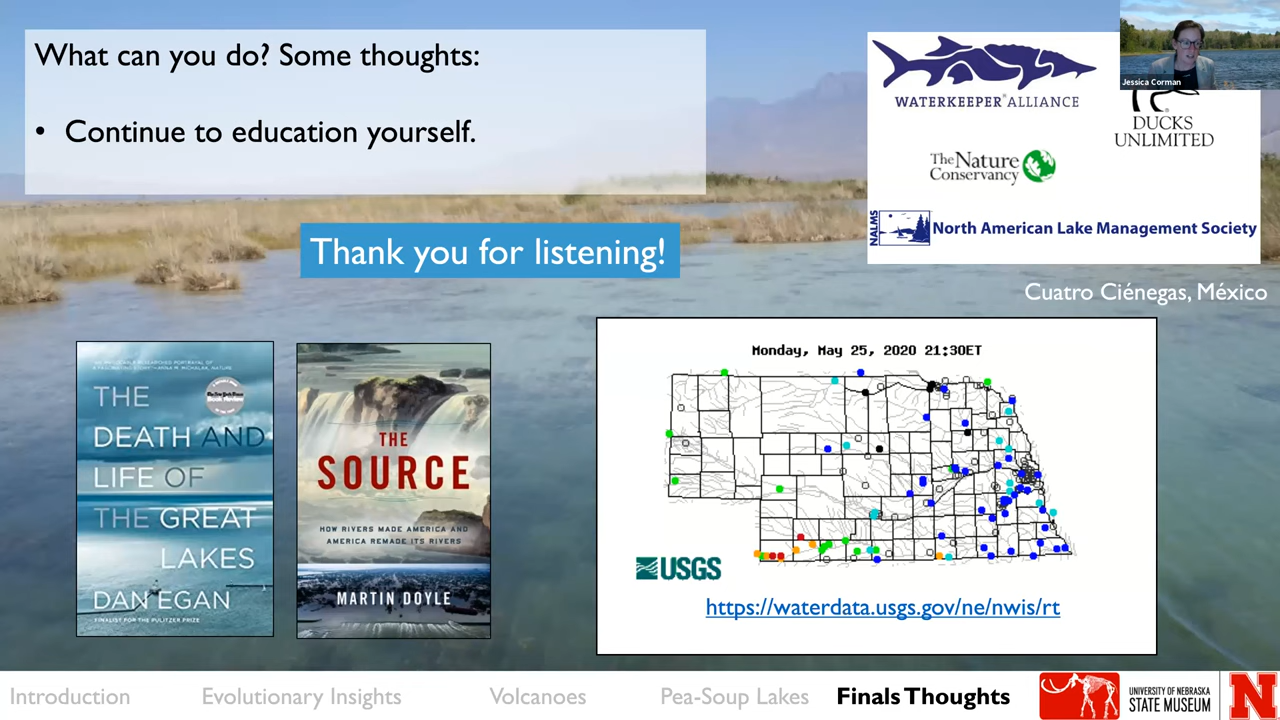 What can you do? Some thoughts:
• Continue to education yourself.
WATERKEEPER® ALLIANCE
Jessica Corman
DUCKS
UNLIMITED
The Nature
Conservancy
NALMS
North American Lake Management Society
Thank you for listening!
Cuatro Ciénegas, México
THE
DEATH AND
LIFE OF
THE GREAT
LAKES
DAN EGAN
FINALIST FOR THE PULITZER PRIZE
THE
SOURCE
HOW RIVERS MADE AMERICA AND
AMERICA REMADE ITS RIVERS
MARTIN DOYLE
Monday, May 25, 2020 21:30ET
USGS
https://waterdata.usgs.gov/ne/nwis/rt
Introduction
Evolutionary Insights
Volcanoes
Pea-Soup Lakes
Finals Thoughts
UNIVERSITY OF NEBRASKA
STATE MUSEUM
N